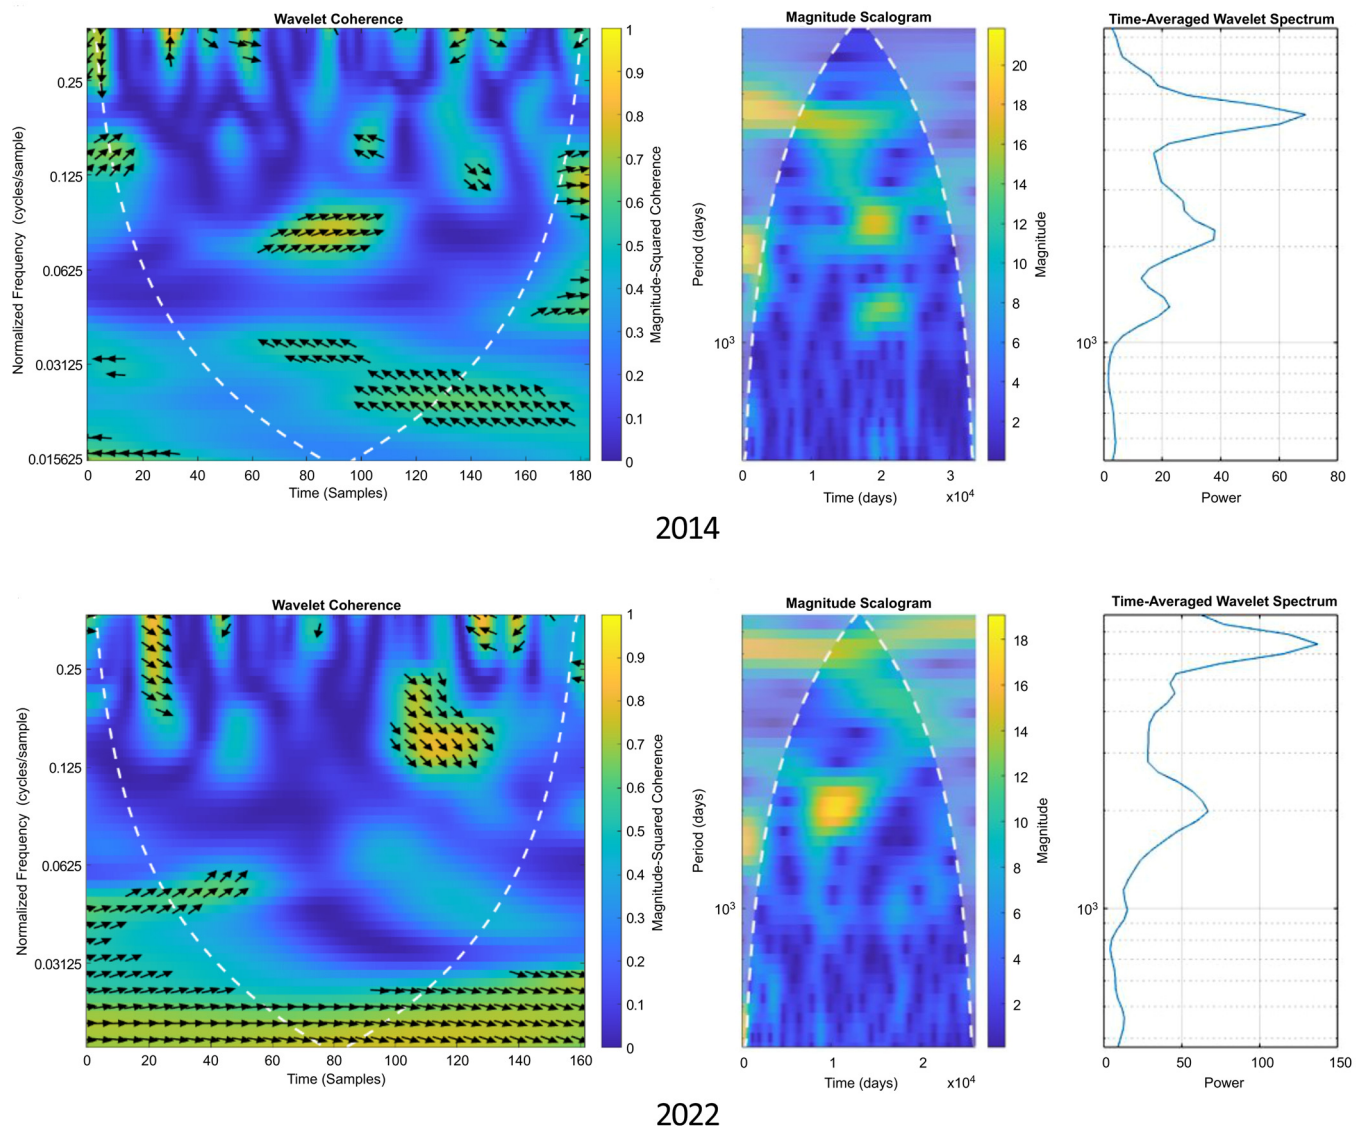 Wavelet Coherence
Magnitude Scalogram
Time-Averaged Wavelet Spectrum
Normalized Frequency (cycles/sample)
0.25
0.125
0.0625
0.03125
0.015625
0 20 40 60 80 100 120 140 160 180
Time (Samples)
1
0.9
0.8
0.7
0.6
0.5
0.4
0.3
0.2
0.1
0
Magnitude-Squared Coherence
Period (days)
10³
0 1 2 3
Time (days)
x10⁴
20
18
16
14
12
10
8
6
4
2
Magnitude
10³
0 20 40 60 80
Power
2014
Wavelet Coherence
Magnitude Scalogram
Time-Averaged Wavelet Spectrum
Normalized Frequency (cycles/sample)
0.25
0.125
0.0625
0.03125
0 20 40 60 80 100 120 140 160
Time (Samples)
1
0.9
0.8
0.7
0.6
0.5
0.4
0.3
0.2
0.1
0
Magnitude-Squared Coherence
Period (days)
10³
0 1 2
Time (days)
x10⁴
18
16
14
12
10
8
6
4
2
Magnitude
10³
0 50 100 150
Power
2022